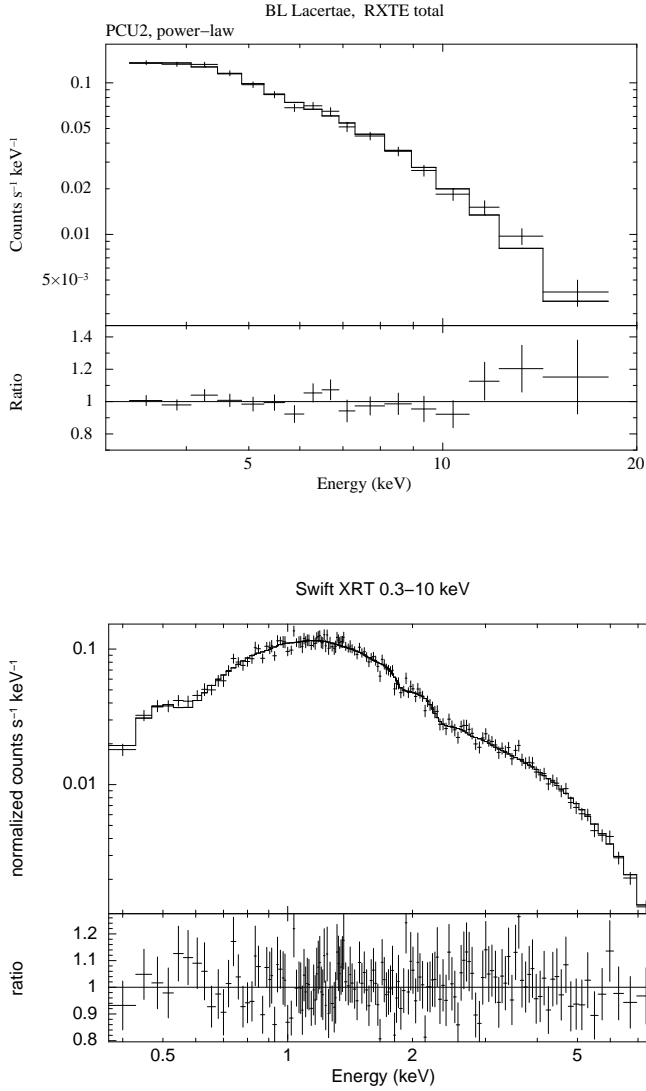 BL Lacertae, RXTE total
PCU2, power−law
Counts s⁻¹ keV⁻¹
0.1
0.05
0.02
0.01
5×10⁻³
Ratio
1.4
1.2
1
0.8
5
10
20
Energy (keV)
Swift XRT 0.3−10 keV
normalized counts s⁻¹ keV⁻¹
0.1
0.01
ratio
1.2
1.1
1
0.9
0.8
0.5
1
2
5
Energy (keV)